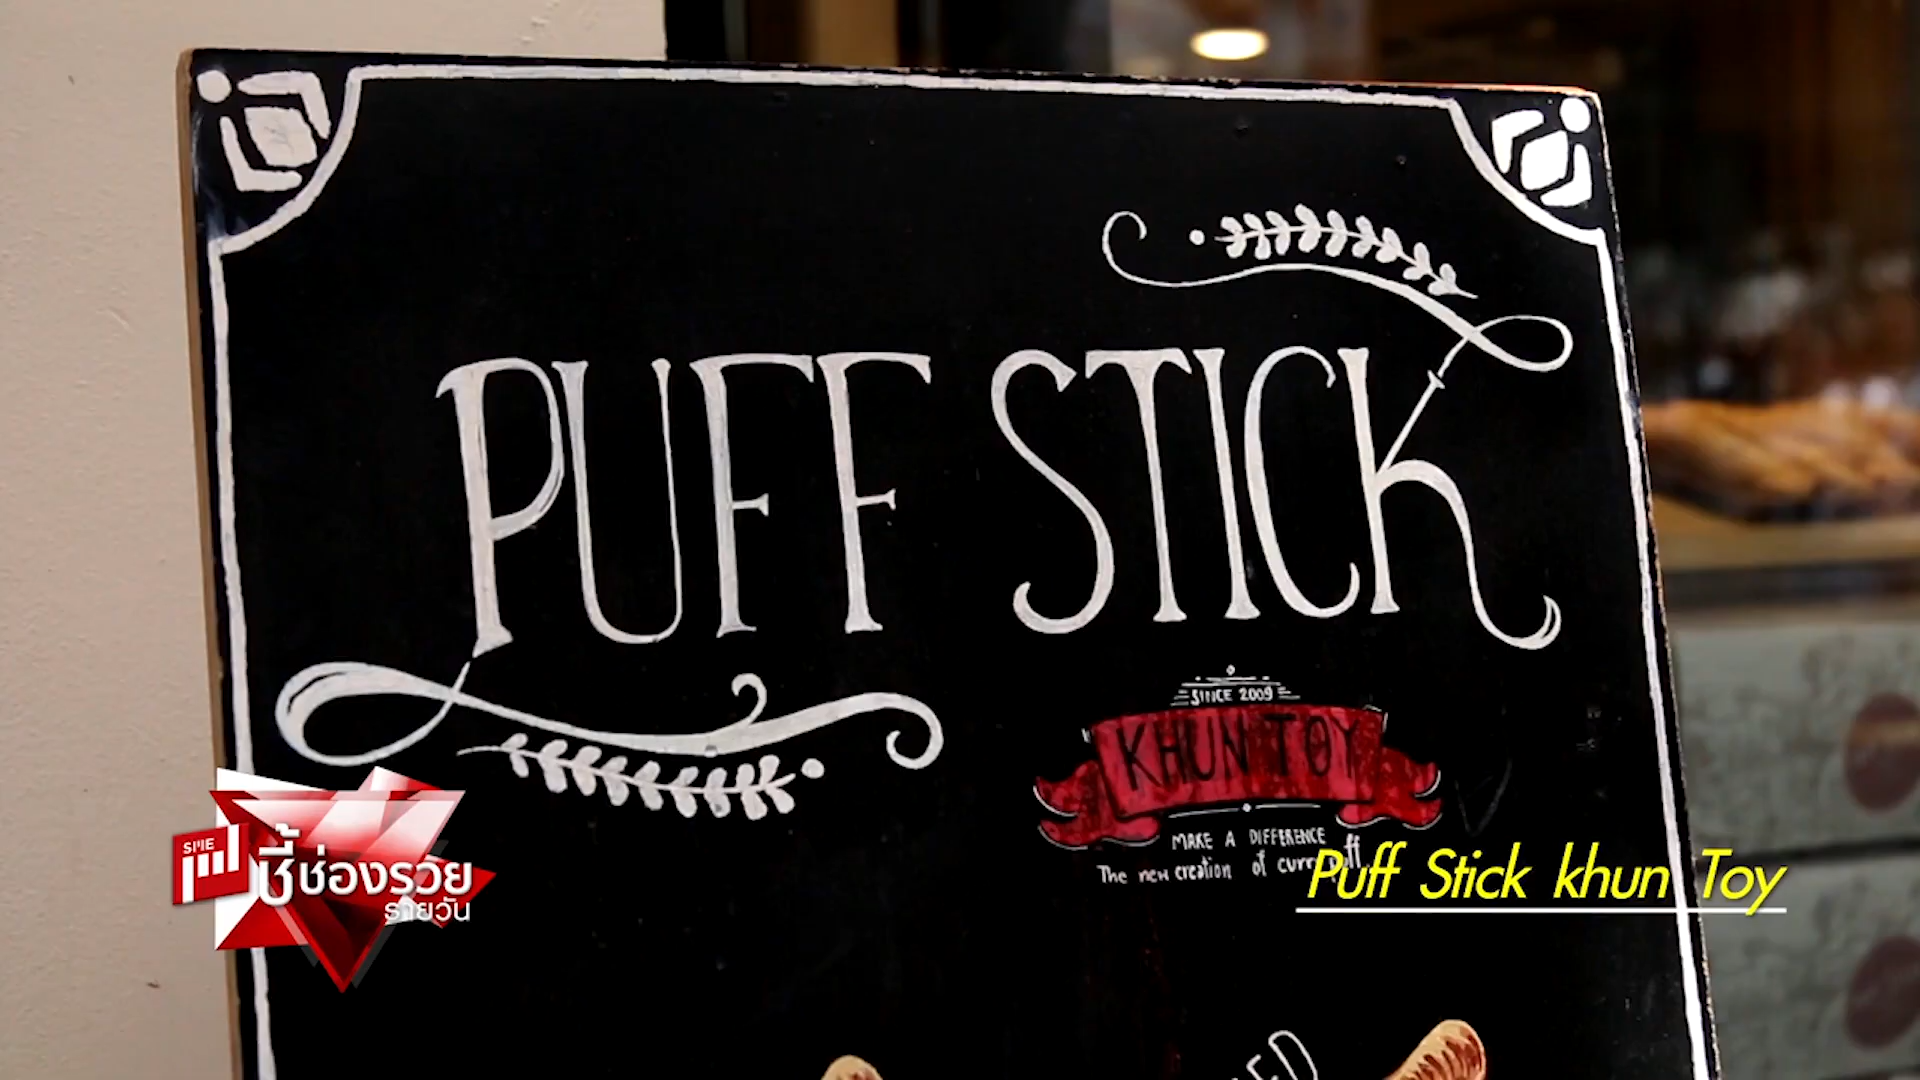 PUFF STICK
SINCE 2009
KHUN TOY
MAKE A DIFFERENCE
The new creation of curry puff
Puff Stick khun Toy
SME
ชี้ช่องรวย
รายวัน